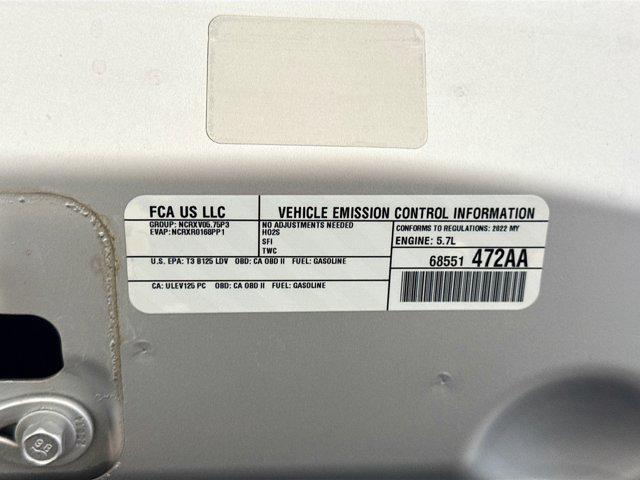 FCA US LLC
VEHICLE EMISSION CONTROL INFORMATION
GROUP: NCRXV05.75P3
EVAP: NCRXR0168PP1
NO ADJUSTMENTS NEEDED
HO2S
SFI
TWC
CONFORMS TO REGULATIONS: 2022 MY
ENGINE: 5.7L
U.S. EPA: T3 B125 LDV OBD: CA OBD II FUEL: GASOLINE
68551 472AA
CA: ULEV125 PC OBD: CA OBD II FUEL: GASOLINE